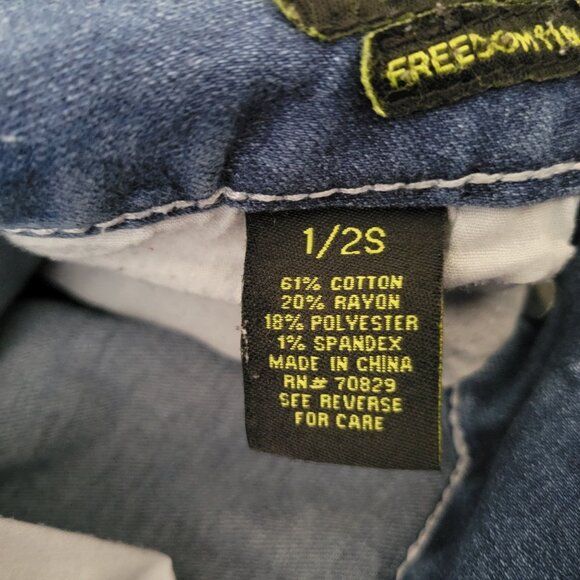 FREEDOM
1/2S
61% COTTON
20% RAYON
18% POLYESTER
1% SPANDEX
MADE IN CHINA
RN# 70829
SEE REVERSE
FOR CARE